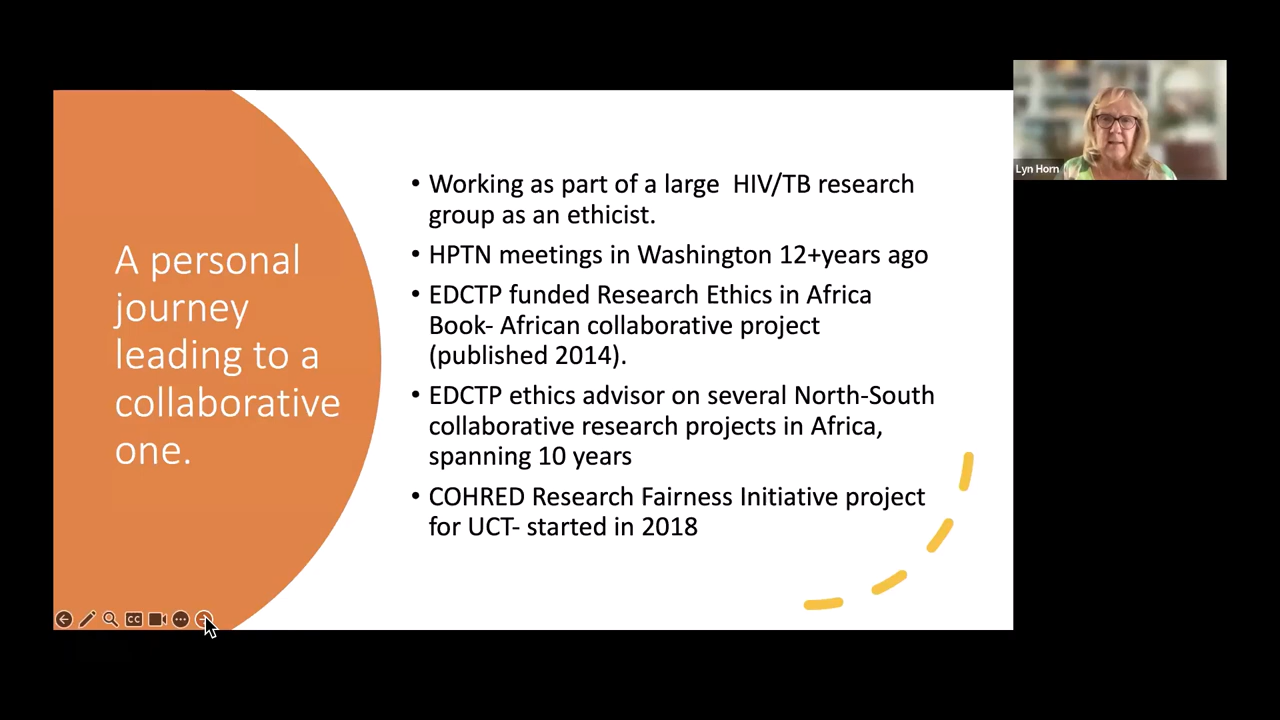 A personal
journey
leading to a
collaborative
one.
• Working as part of a large  HIV/TB research
group as an ethicist.
• HPTN meetings in Washington 12+years ago
• EDCTP funded Research Ethics in Africa
Book- African collaborative project
(published 2014).
• EDCTP ethics advisor on several North-South
collaborative research projects in Africa,
spanning 10 years
• COHRED Research Fairness Initiative project
for UCT- started in 2018
Lyn Horn
CC